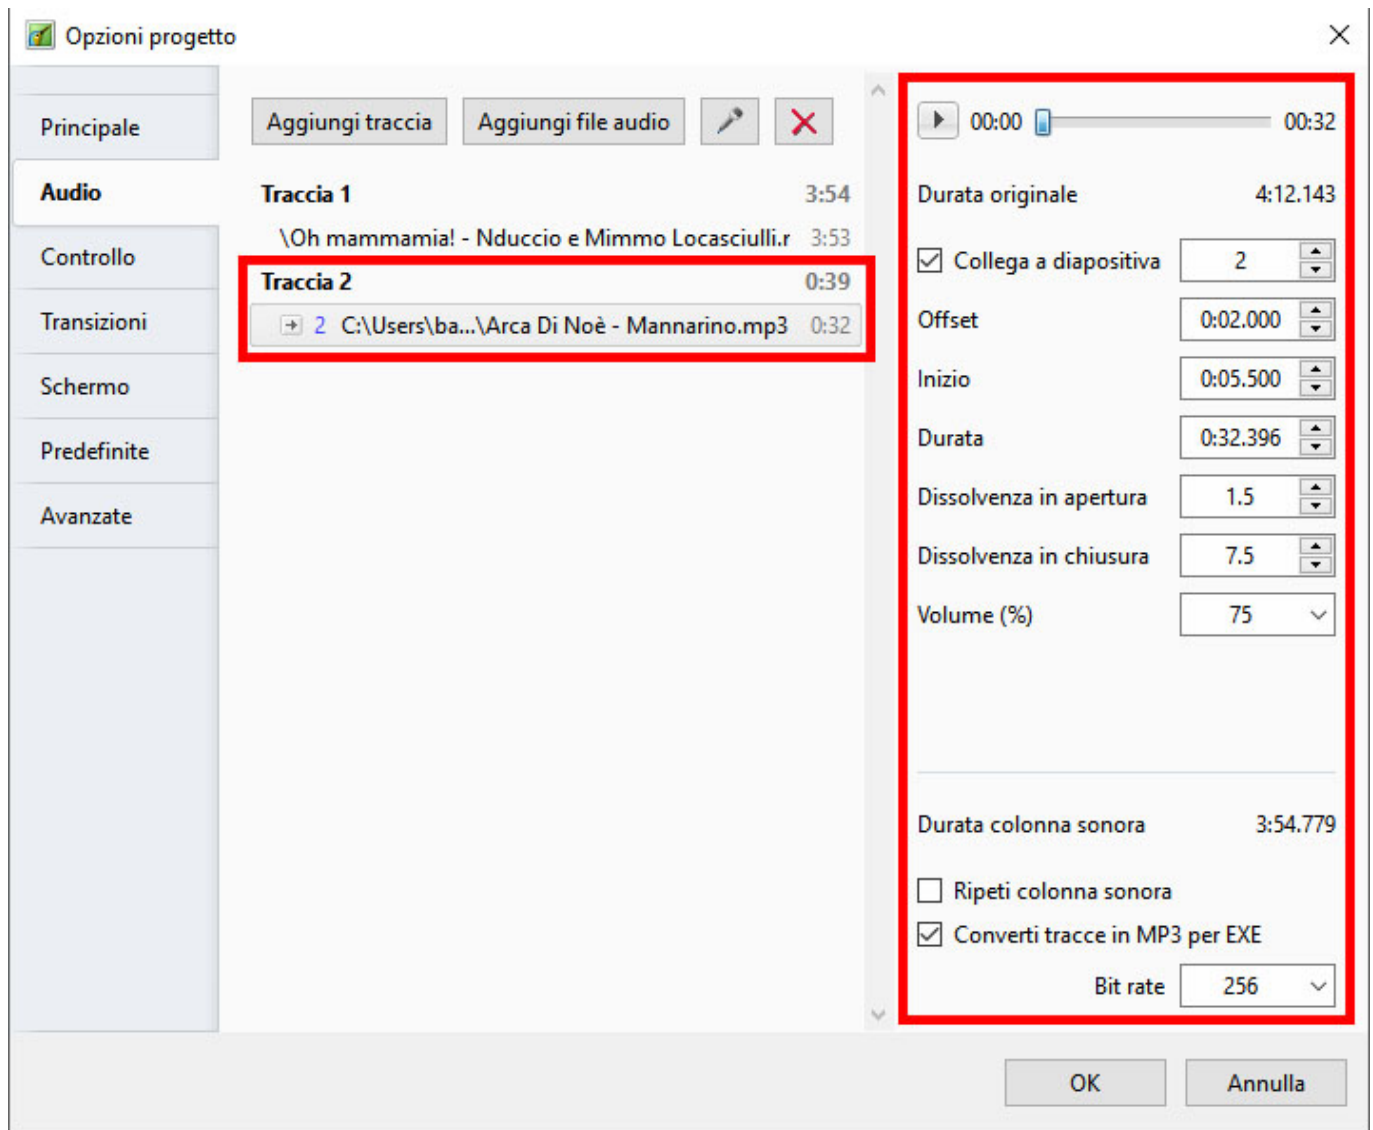 Opzioni progetto
Principale
Audio
Controllo
Transizioni
Schermo
Predefinite
Avanzate
Aggiungi traccia Aggiungi file audio
Traccia 1 3:54
\Oh mammamia! - Nduccio e Mimmo Locasciulli.r 3:53
Traccia 2 0:39
2 C:\Users\ba...\Arca Di Noè - Mannarino.mp3 0:32
00:00 00:32
Durata originale 4:12.143
Collega a diapositiva 2
Offset 0:02.000
Inizio 0:05.500
Durata 0:32.396
Dissolvenza in apertura 1.5
Dissolvenza in chiusura 7.5
Volume (%) 75
Durata colonna sonora 3:54.779
Ripeti colonna sonora
Converti tracce in MP3 per EXE
Bit rate 256
OK Annulla